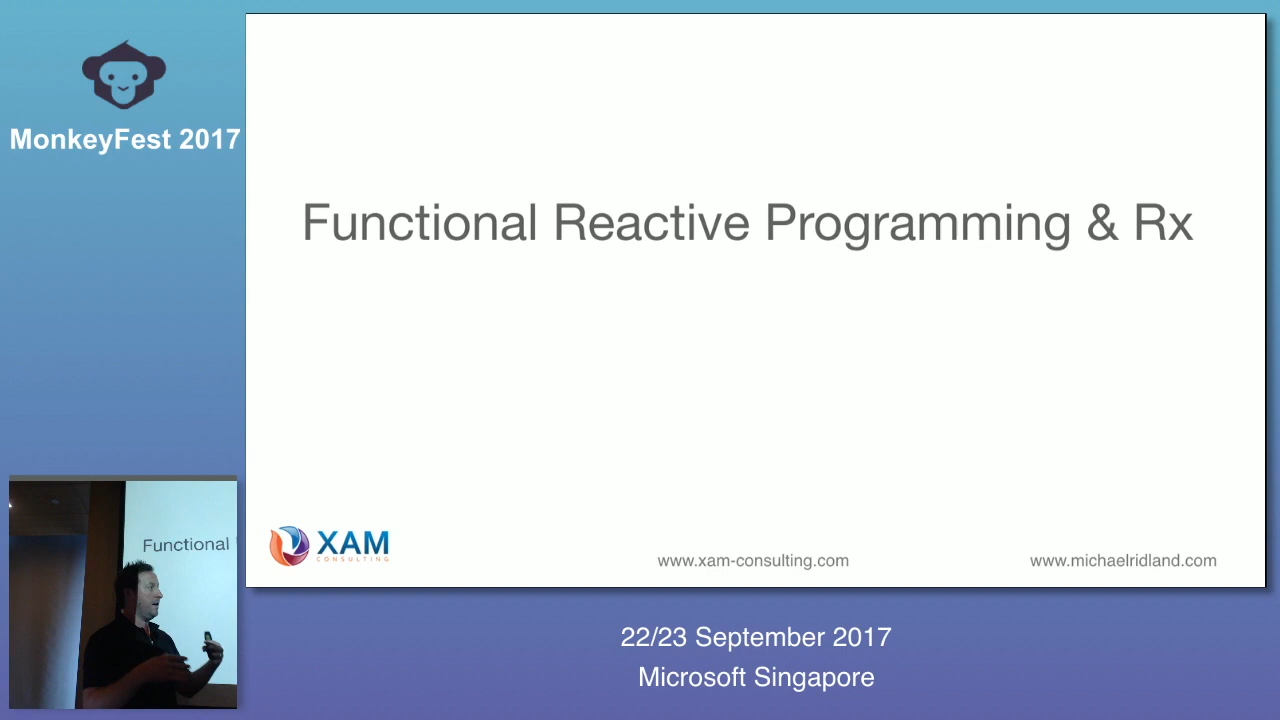 MonkeyFest 2017
Functional Reactive Programming & Rx
XAM
CONSULTING
www.xam-consulting.com
www.michaelridland.com
Functional
22/23 September 2017
Microsoft Singapore